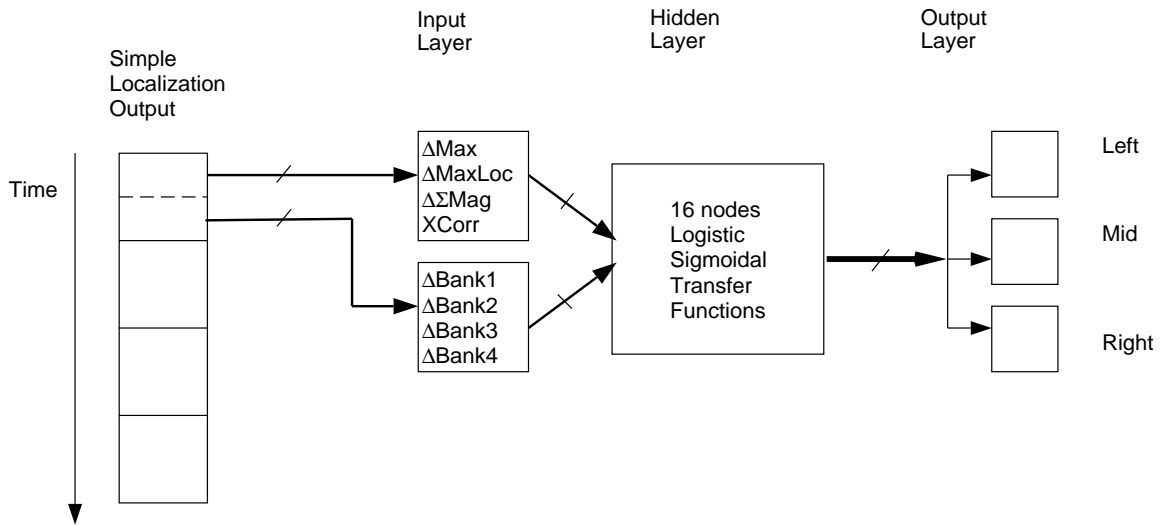 Input
Layer
Hidden
Layer
Output
Layer
Simple
Localization
Output
Time
ΔMax
ΔMaxLoc
ΔΣMag
XCorr
ΔBank1
ΔBank2
ΔBank3
ΔBank4
16 nodes
Logistic
Sigmoidal
Transfer
Functions
Left
Mid
Right